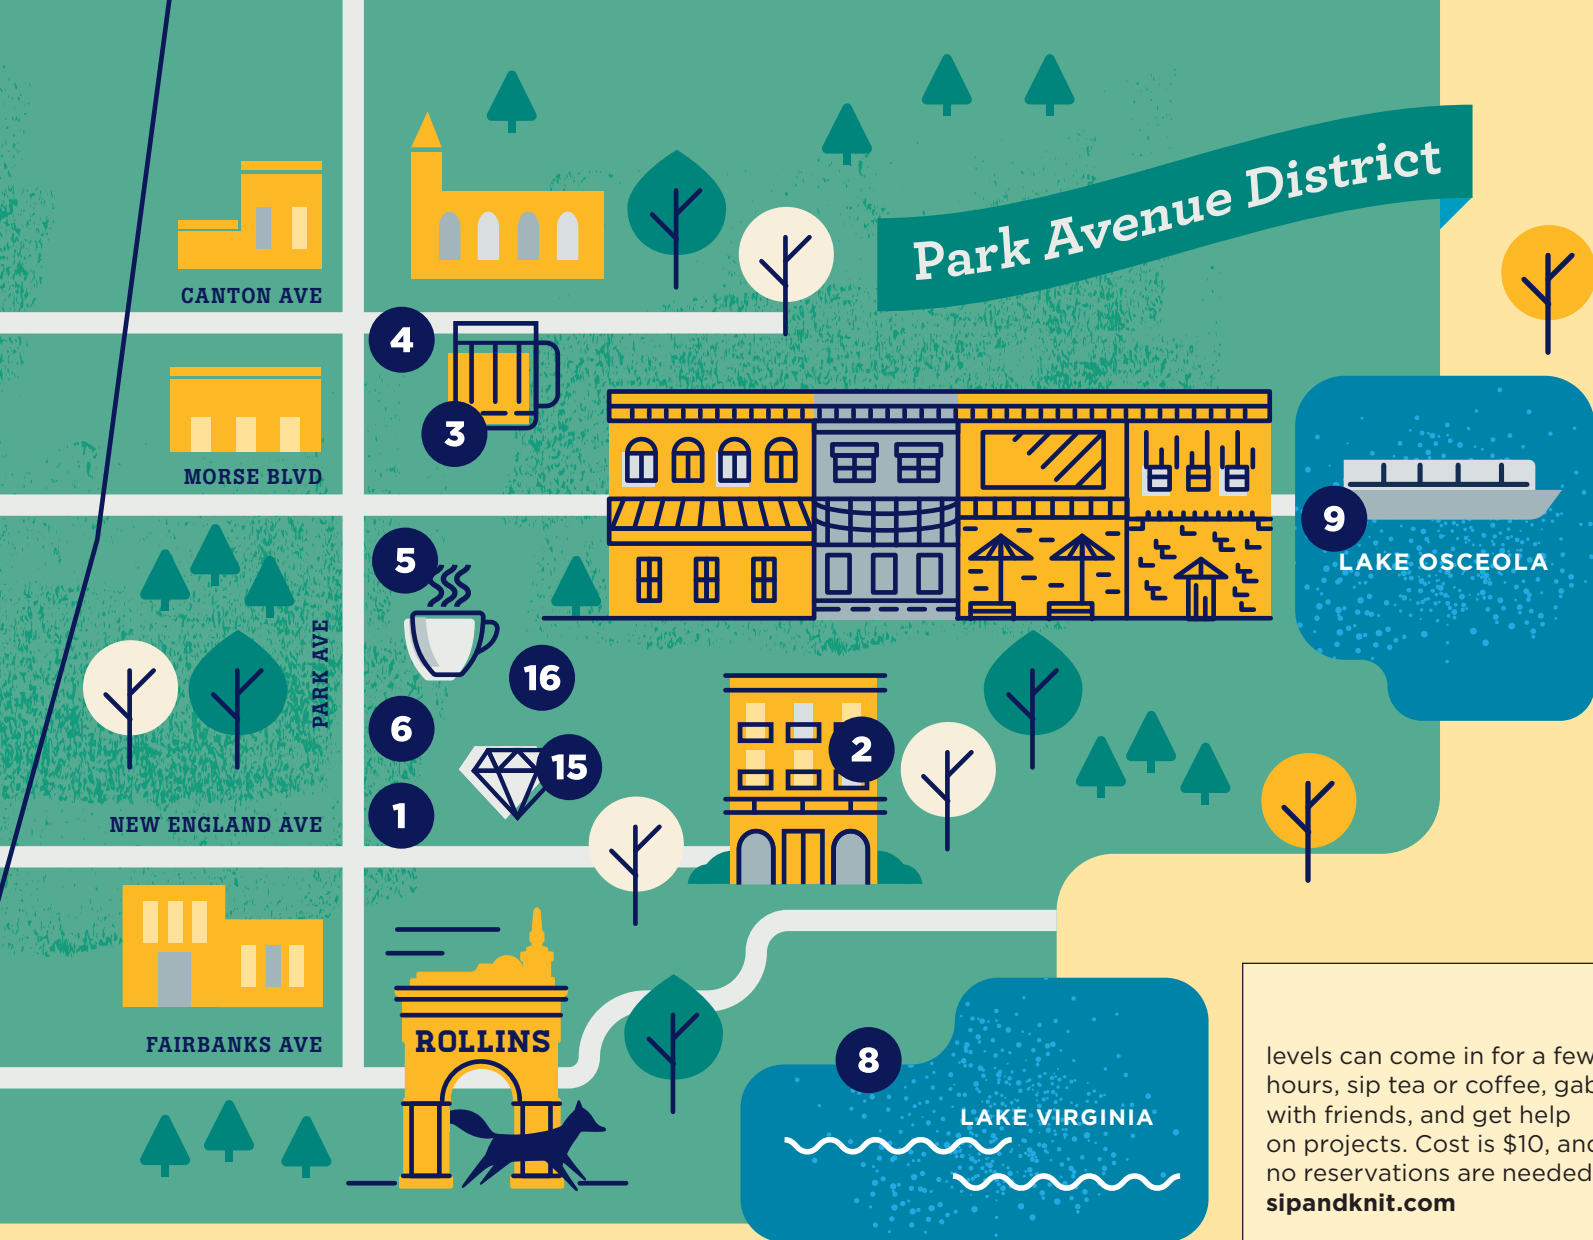 Park Avenue District
CANTON AVE
4
MORSE BLVD
3
9
LAKE OSCEOLA
5
PARK AVE
16
6
2
15
1
NEW ENGLAND AVE
ROLLINS
FAIRBANKS AVE
8
LAKE VIRGINIA
levels can come in for a few
hours, sip tea or coffee, gab
with friends, and get help
on projects. Cost is $10, and
no reservations are needed
sipandknit.com